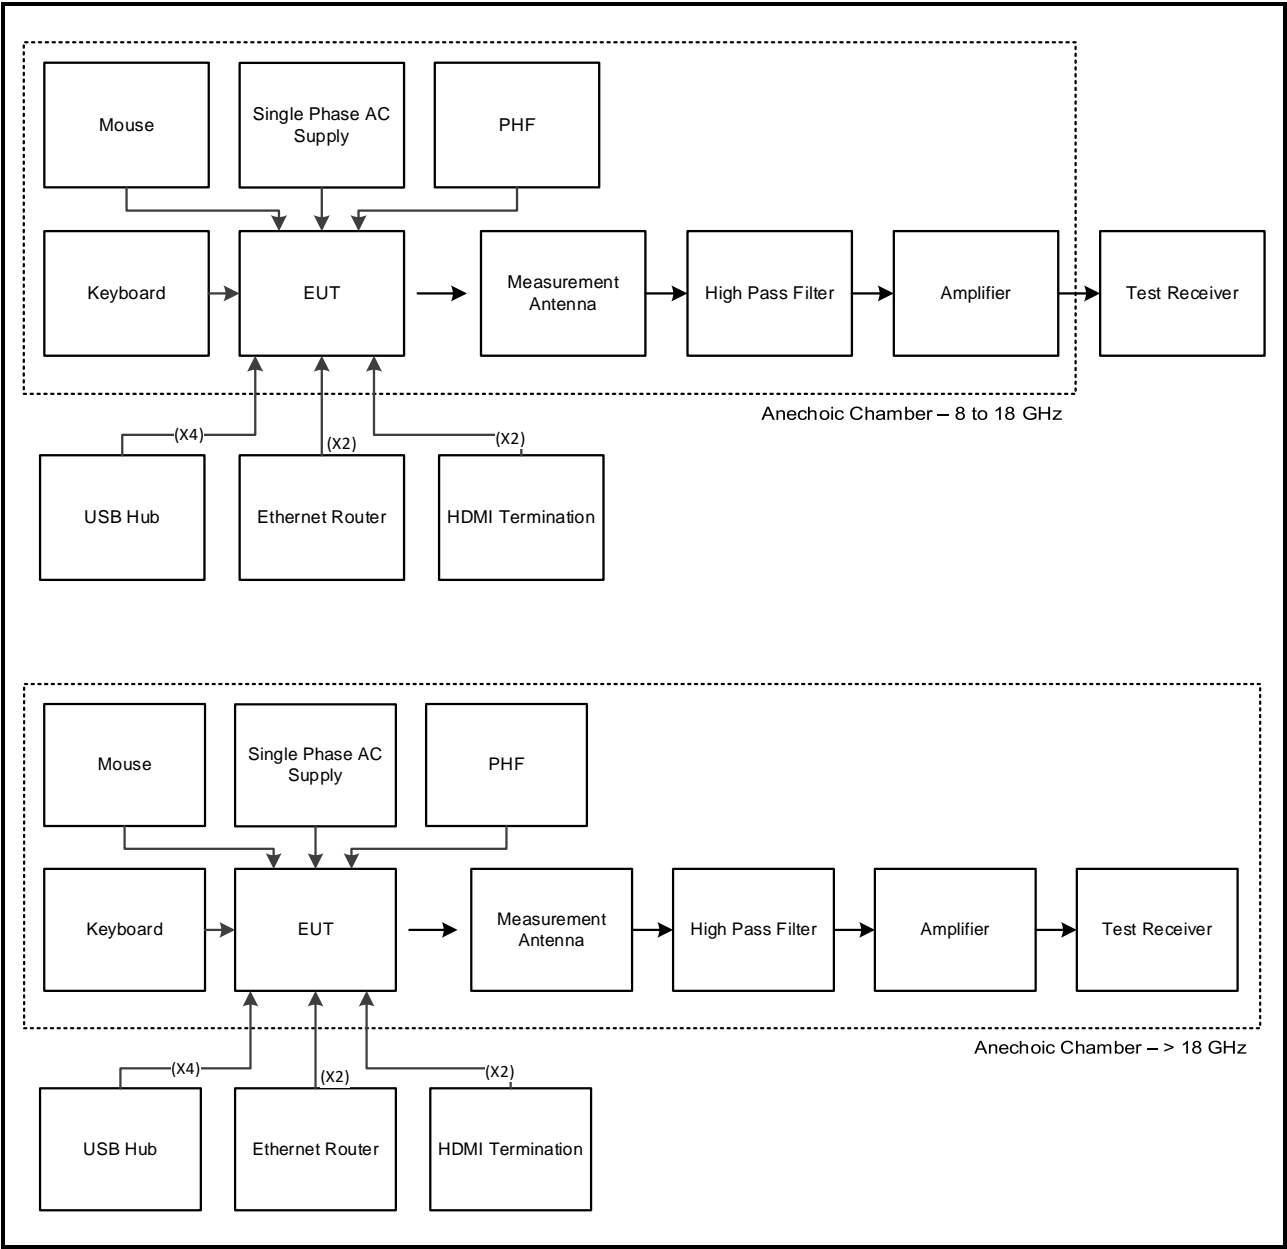 Mouse
Single Phase AC
Supply
PHF
Keyboard
EUT
Measurement
Antenna
High Pass Filter
Amplifier
Test Receiver
Anechoic Chamber – 8 to 18 GHz
(X4)
(X2)
(X2)
USB Hub
Ethernet Router
HDMI Termination
Mouse
Single Phase AC
Supply
PHF
Keyboard
EUT
Measurement
Antenna
High Pass Filter
Amplifier
Test Receiver
Anechoic Chamber – > 18 GHz
(X4)
(X2)
(X2)
USB Hub
Ethernet Router
HDMI Termination